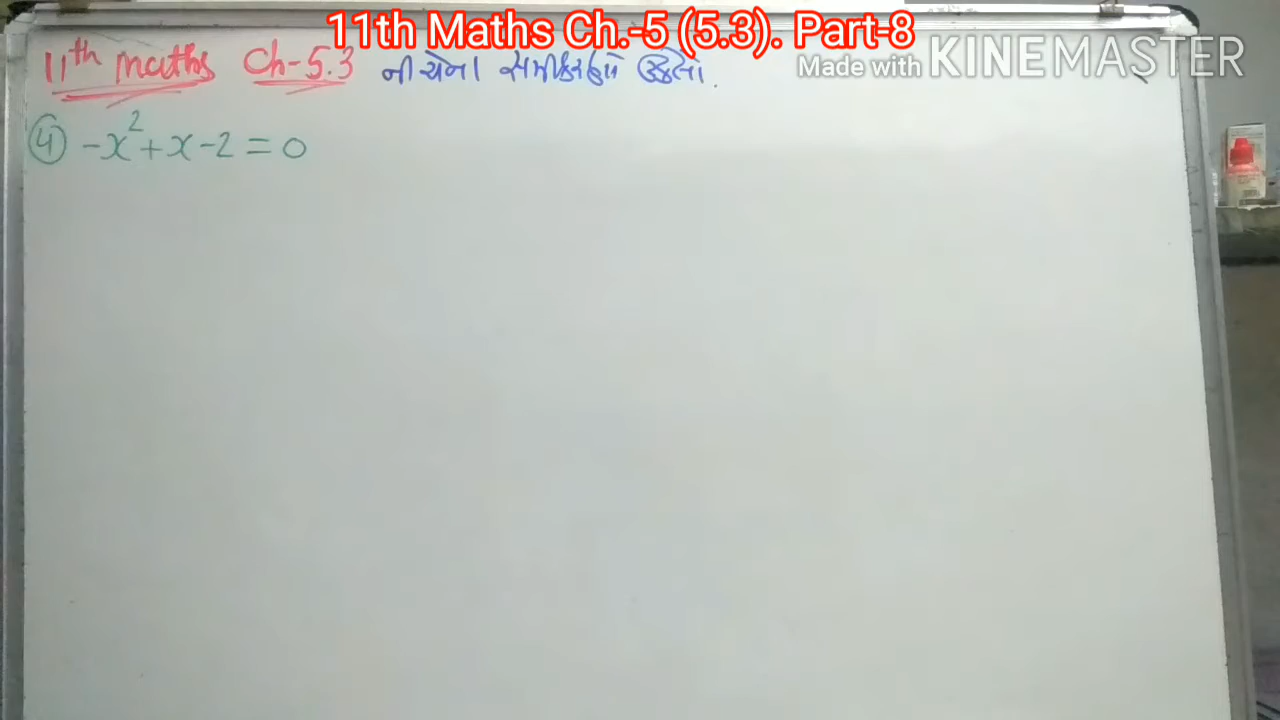 11th Maths Ch.-5 (5.3). Part-8
Made with KINEMASTER
11th maths Ch-5.3 નીચેના સમીકરણો ઉકેલો.
④ -x²+x-2=0